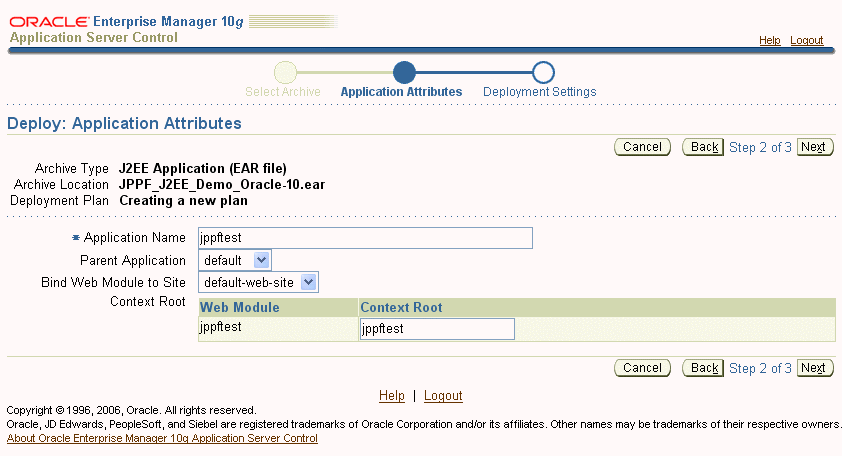 ORACLE Enterprise Manager 10g
Application Server Control
Help Logout
Select Archive Application Attributes Deployment Settings
Deploy: Application Attributes
Cancel Back Step 2 of 3 Next
Archive Type J2EE Application (EAR file)
Archive Location JPPF_J2EE_Demo_Oracle-10.ear
Deployment Plan Creating a new plan
* Application Name jppftest
Parent Application default
Bind Web Module to Site default-web-site
Context Root
Web Module Context Root
jppftest jppftest
Cancel Back Step 2 of 3 Next
Help | Logout
Copyright © 1996, 2006, Oracle. All rights reserved.
Oracle, JD Edwards, PeopleSoft, and Siebel are registered trademarks of Oracle Corporation and/or its affiliates. Other names may be trademarks of their respective owners.
About Oracle Enterprise Manager 10g Application Server Control